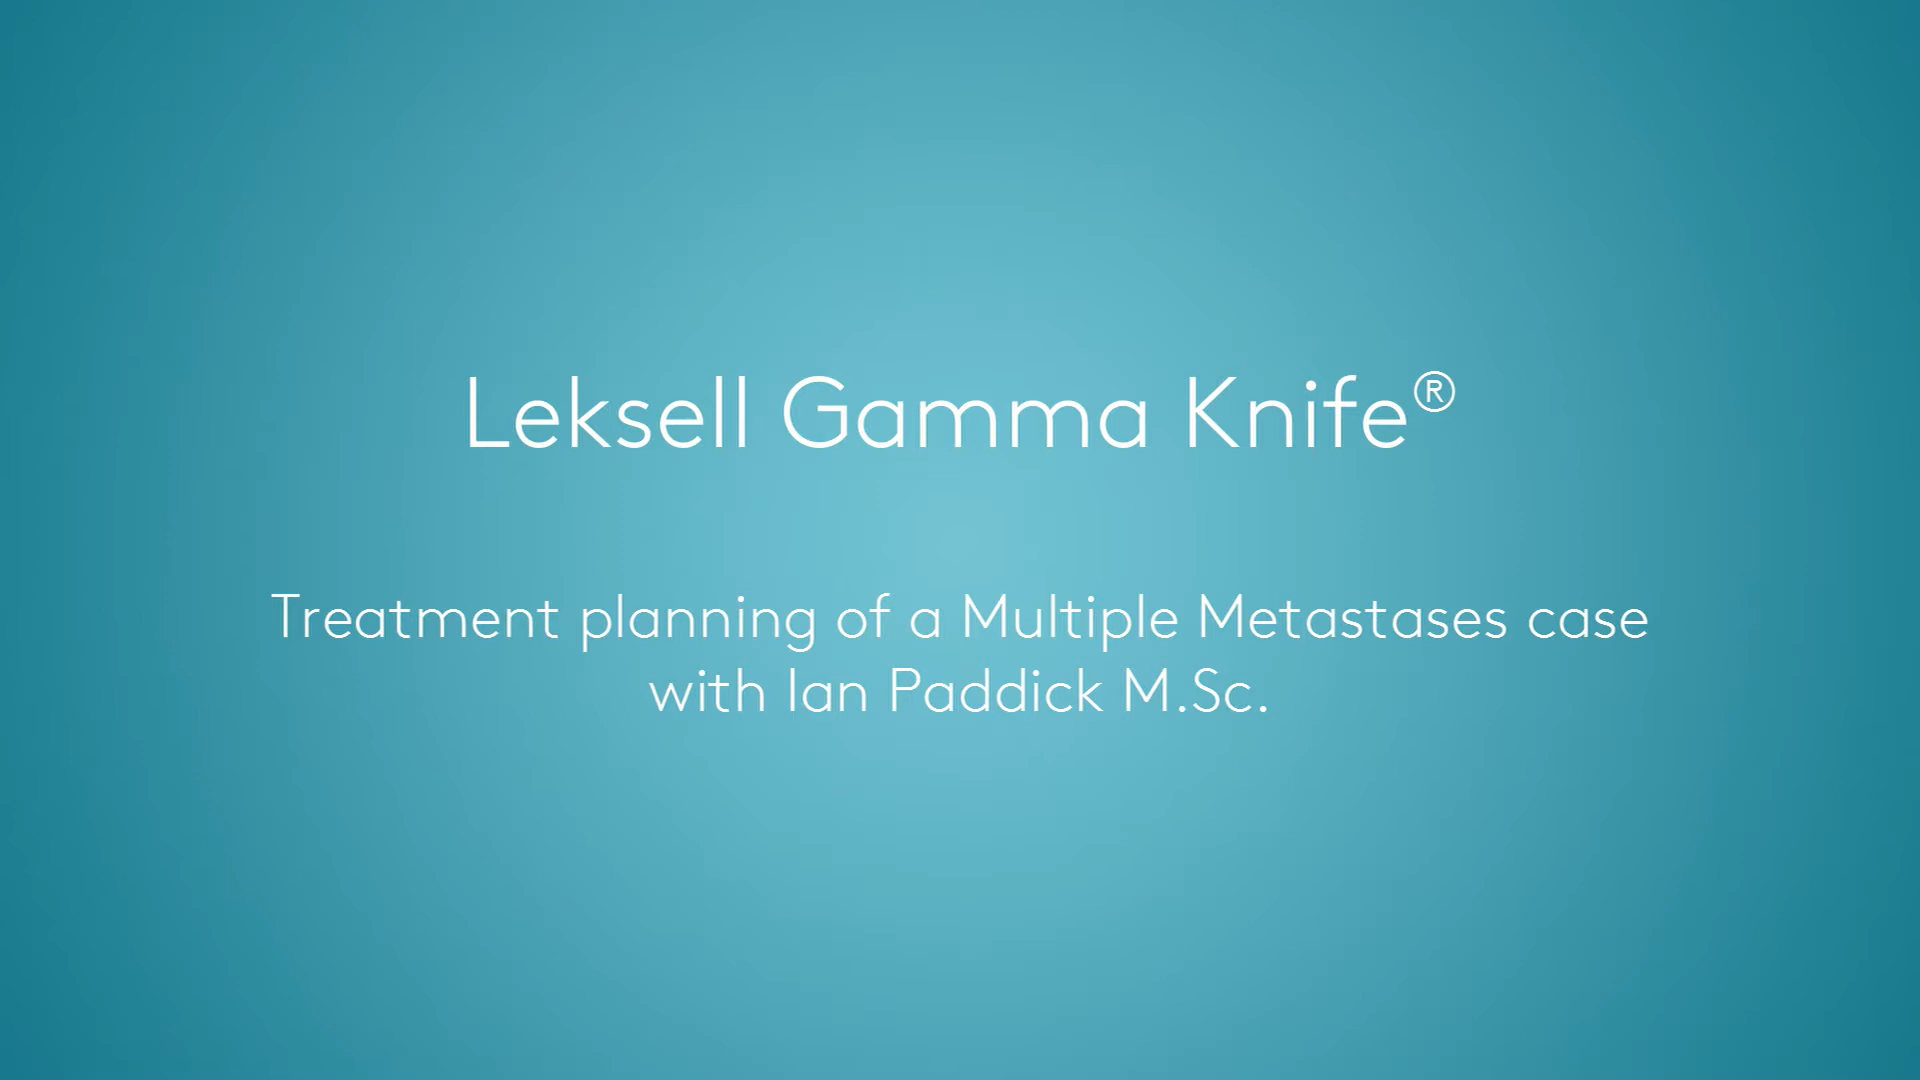 Leksell Gamma Knife®
Treatment planning of a Multiple Metastases case
with Ian Paddick M.Sc.